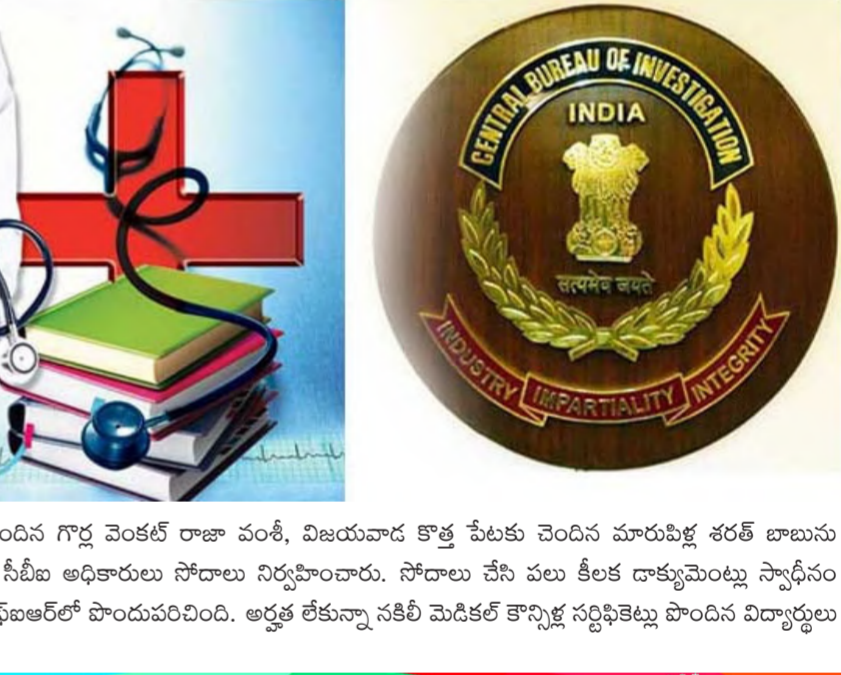 CENTRAL BUREAU OF INVESTIGATION
INDIA
सत्यमेव जयते
INDUSTRY IMPARTIALITY INTEGRITY
గొర్ల వెంకట్ రాజా వంశీ, విజయవాడ కొత్త పేటకు చెందిన మారుపిళ్ల శరత్ బాబును
సీబీఐ అధికారులు సోదాలు నిర్వహించారు. సోదాలు చేసి పలు కీలక డాక్యుమెంట్లు స్వాధీనం
పొందుపరిచింది. అర్హత లేకున్నా నకిలీ మెడికల్ కౌన్సిళ్ల సర్టిఫికెట్లు పొందిన విద్యార్థులు